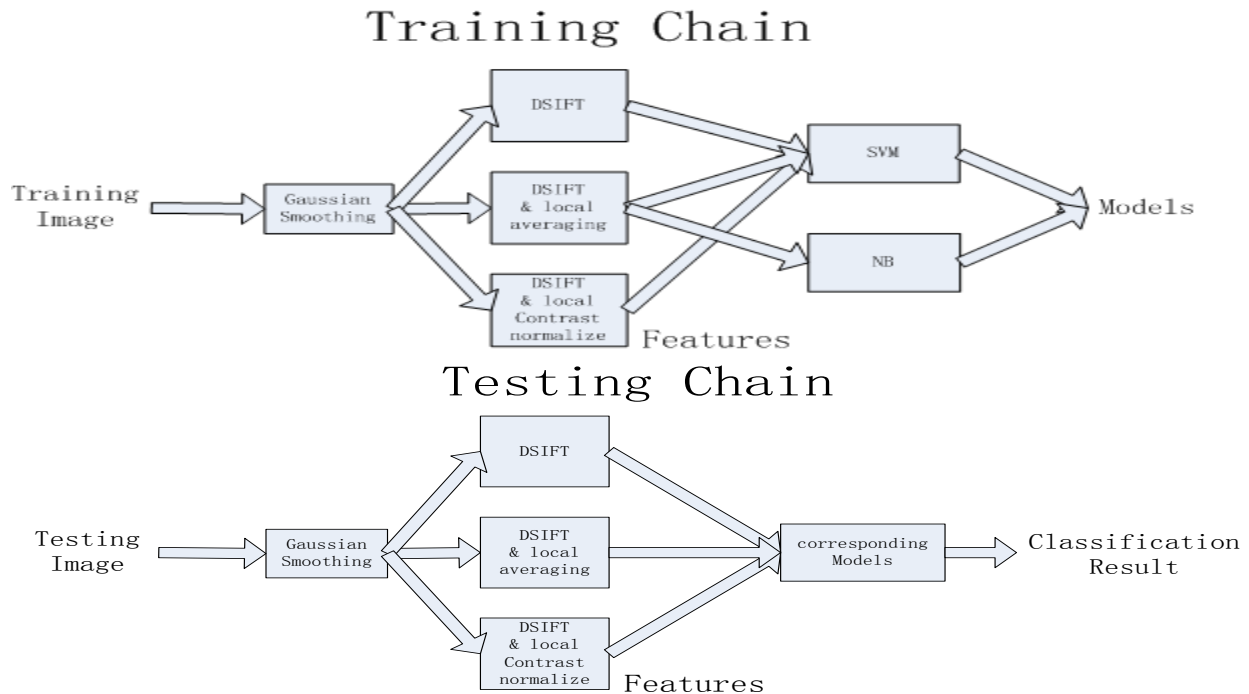 Training Chain
DSIFT
SVM
Training
Image
Gaussian
Smoothing
DSIFT
& local
averaging
Models
NB
DSIFT
& local
Contrast
normalize
Features
Testing Chain
DSIFT
Testing
Image
Gaussian
Smoothing
DSIFT
& local
averaging
corresponding
Models
Classification
Result
DSIFT
& local
Contrast
normalize
Features